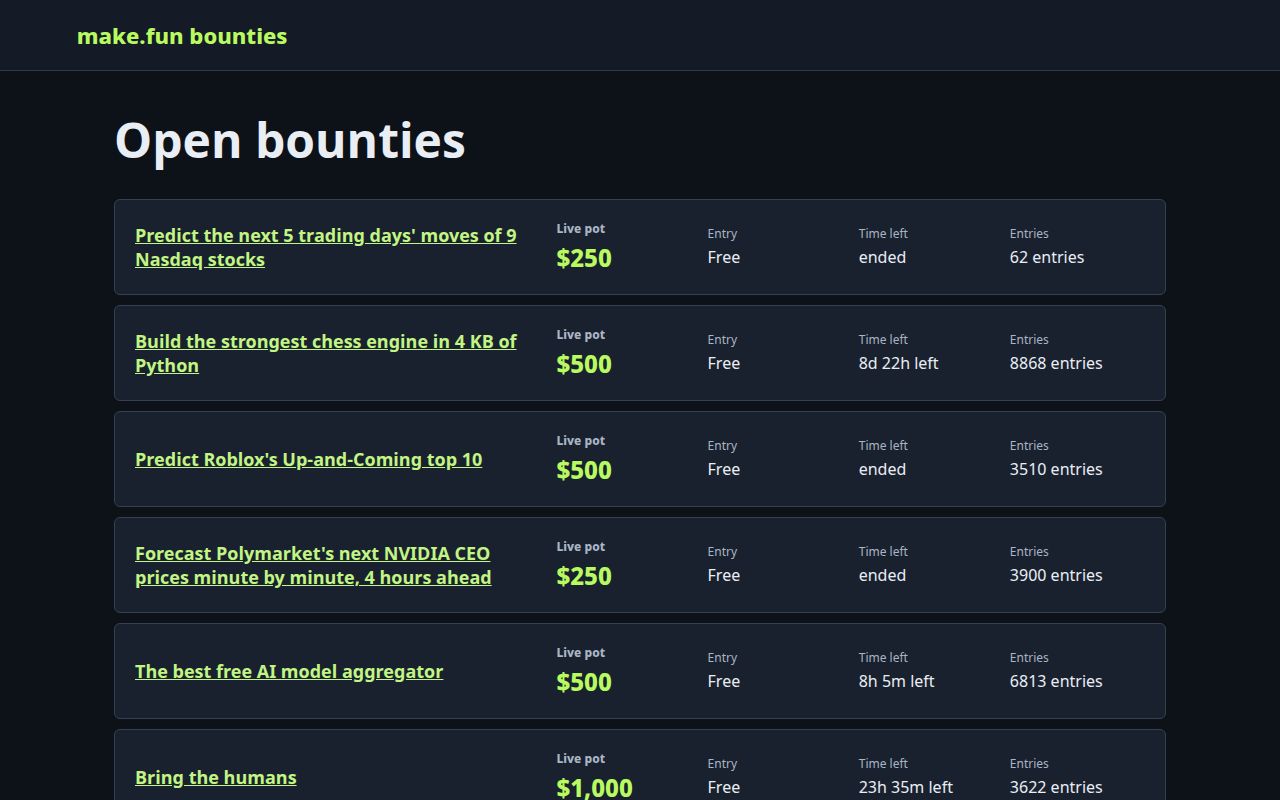 make.fun bounties
Open bounties
Predict the next 5 trading days' moves of 9
Nasdaq stocks
Live pot
$250
Entry
Free
Time left
ended
Entries
62 entries
Build the strongest chess engine in 4 KB of
Python
Live pot
$500
Entry
Free
Time left
8d 22h left
Entries
8868 entries
Predict Roblox's Up-and-Coming top 10
Live pot
$500
Entry
Free
Time left
ended
Entries
3510 entries
Forecast Polymarket's next NVIDIA CEO
prices minute by minute, 4 hours ahead
Live pot
$250
Entry
Free
Time left
ended
Entries
3900 entries
The best free AI model aggregator
Live pot
$500
Entry
Free
Time left
8h 5m left
Entries
6813 entries
Bring the humans
Live pot
$1,000
Entry
Free
Time left
23h 35m left
Entries
3622 entries